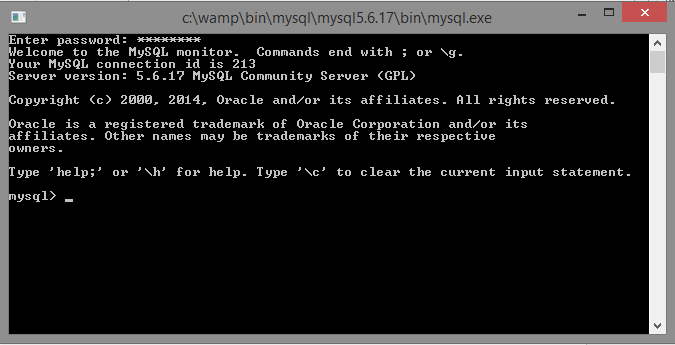 c:\wamp\bin\mysql\mysql5.6.17\bin\mysql.exe
Enter password: ********
Welcome to the MySQL monitor.  Commands end with ; or \g.
Your MySQL connection id is 213
Server version: 5.6.17 MySQL Community Server (GPL)
Copyright (c) 2000, 2014, Oracle and/or its affiliates. All rights reserved.
Oracle is a registered trademark of Oracle Corporation and/or its
affiliates. Other names may be trademarks of their respective
owners.
Type 'help;' or '\h' for help. Type '\c' to clear the current input statement.
mysql> _